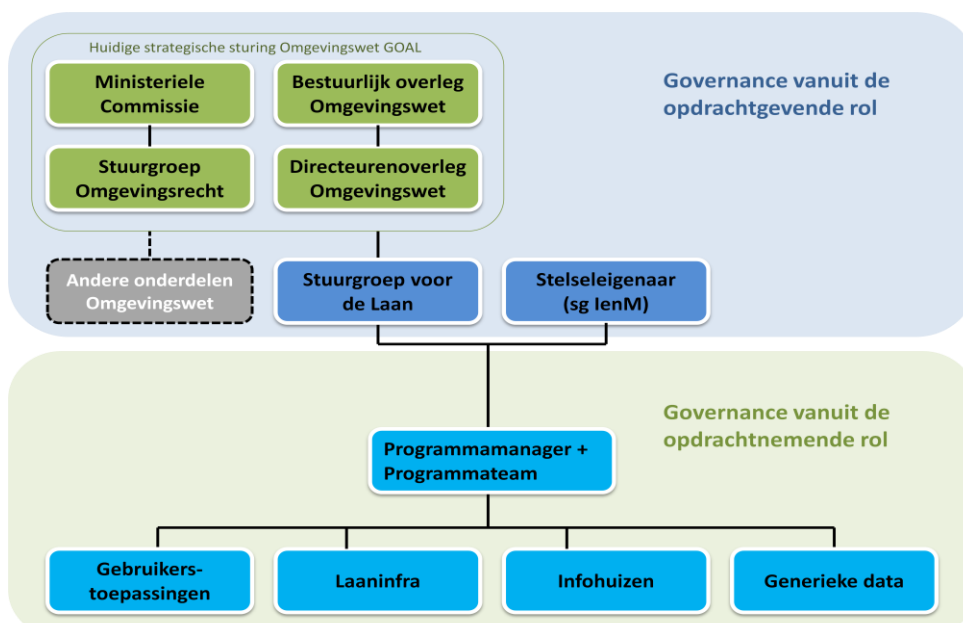 Huidige strategische sturing Omgevingswet GOAL
Ministeriele
Commissie
Bestuurlijk overleg
Omgevingswet
Governance vanuit de
opdrachtgevende rol
Stuurgroep
Omgevingsrecht
Directeurenoverleg
Omgevingswet
Andere onderdelen
Omgevingswet
Stuurgroep voor
de Laan
Stelseleigenaar
(sg IenM)
Governance vanuit de
opdrachtnemende rol
Programmamanager +
Programmateam
Gebruikers-
toepassingen
Laaninfra
Infohuizen
Generieke data